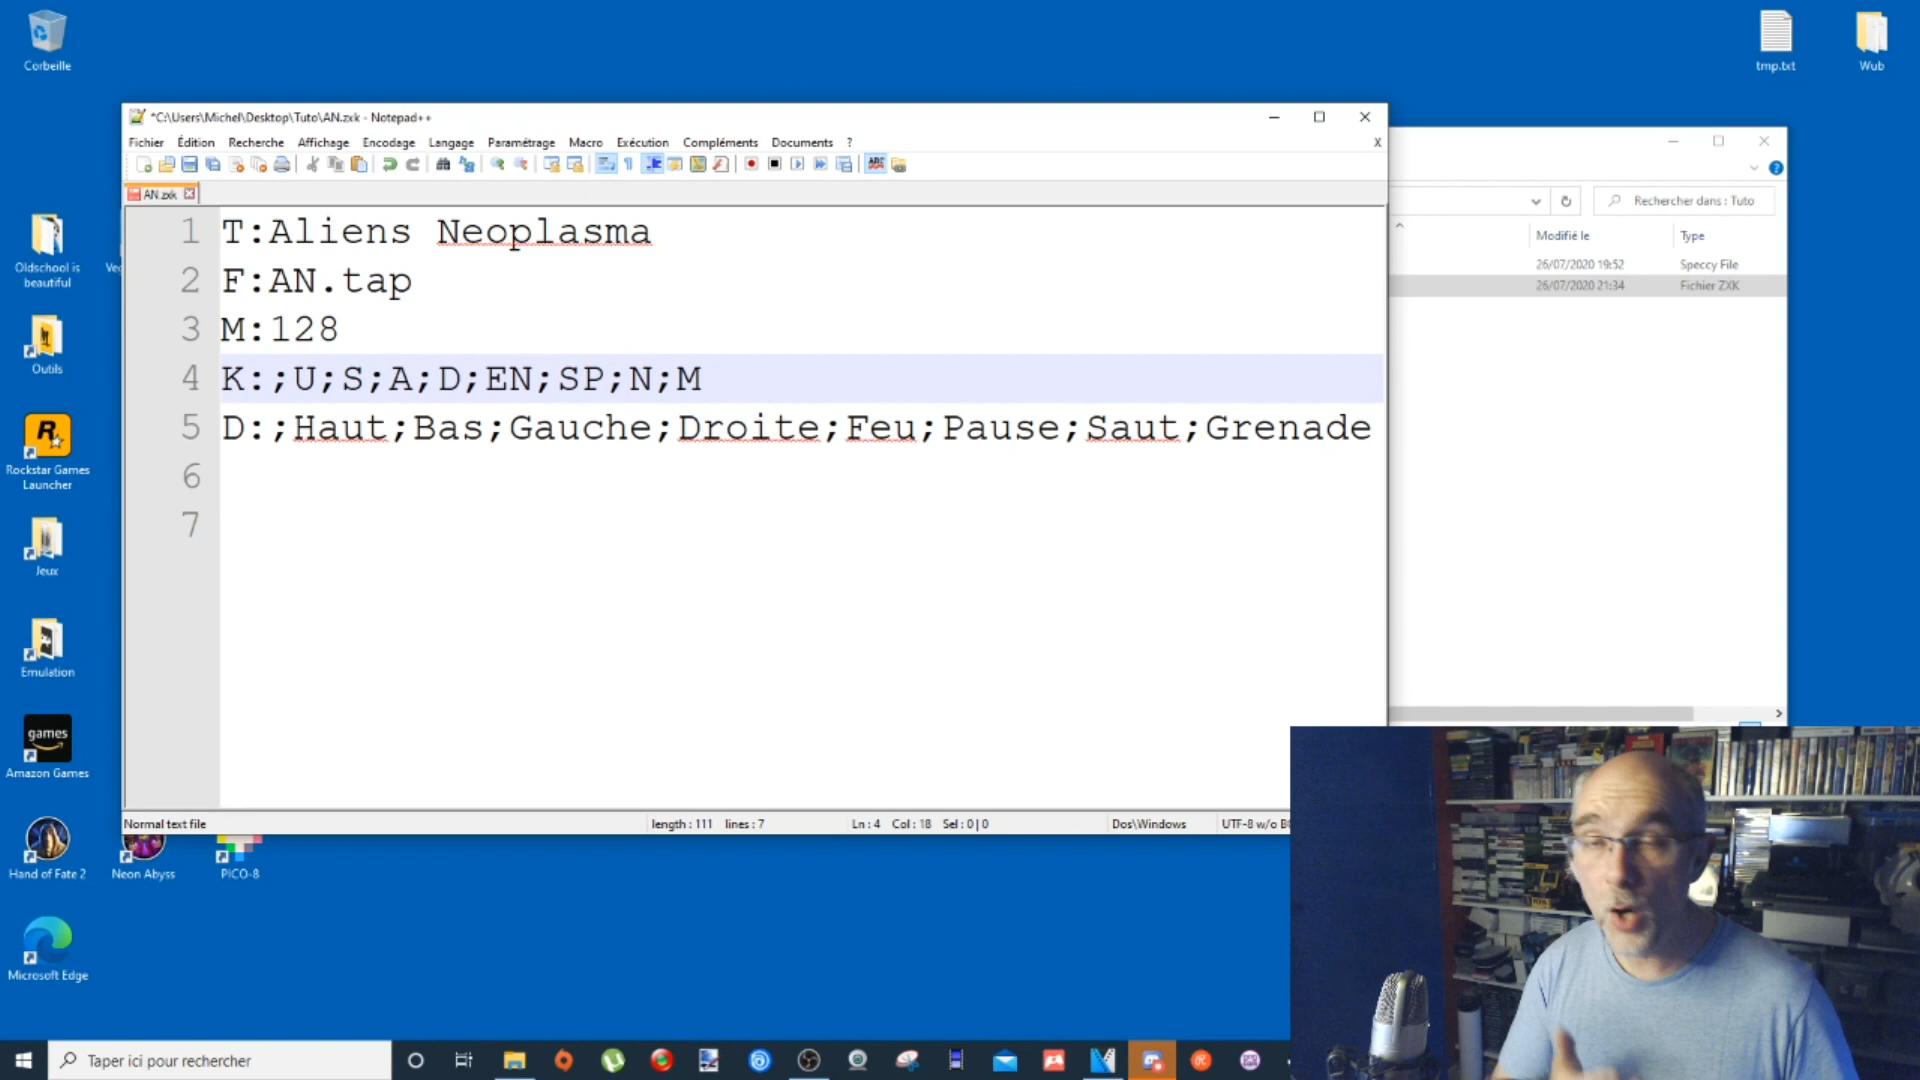 Corbeille
tmp.txt
Wub
*C:\Users\Michel\Desktop\Tuto\AN.zxk - Notepad++
Fichier Édition Recherche Affichage Encodage Langage Paramétrage Macro Exécution Compléments Documents ? X
AN.zxk
1 T:Aliens Neoplasma
2 F:AN.tap
3 M:128
4 K:;U;S;A;D;EN;SP;N;M
5 D:;Haut;Bas;Gauche;Droite;Feu;Pause;Saut;Grenade
6
7
Normal text file length : 111 lines : 7 Ln : 4 Col : 18 Sel : 0 | 0 Dos\Windows UTF-8 w/o
Rechercher dans : Tuto
Modifié le Type
26/07/2020 19:52 Speccy File
26/07/2020 21:34 Fichier ZXK
Oldschool is
beautiful
Outils
Rockstar Games
Launcher
Jeux
Emulation
games
Amazon Games
Hand of Fate 2
Neon Abyss
PICO-8
Microsoft Edge
Taper ici pour rechercher